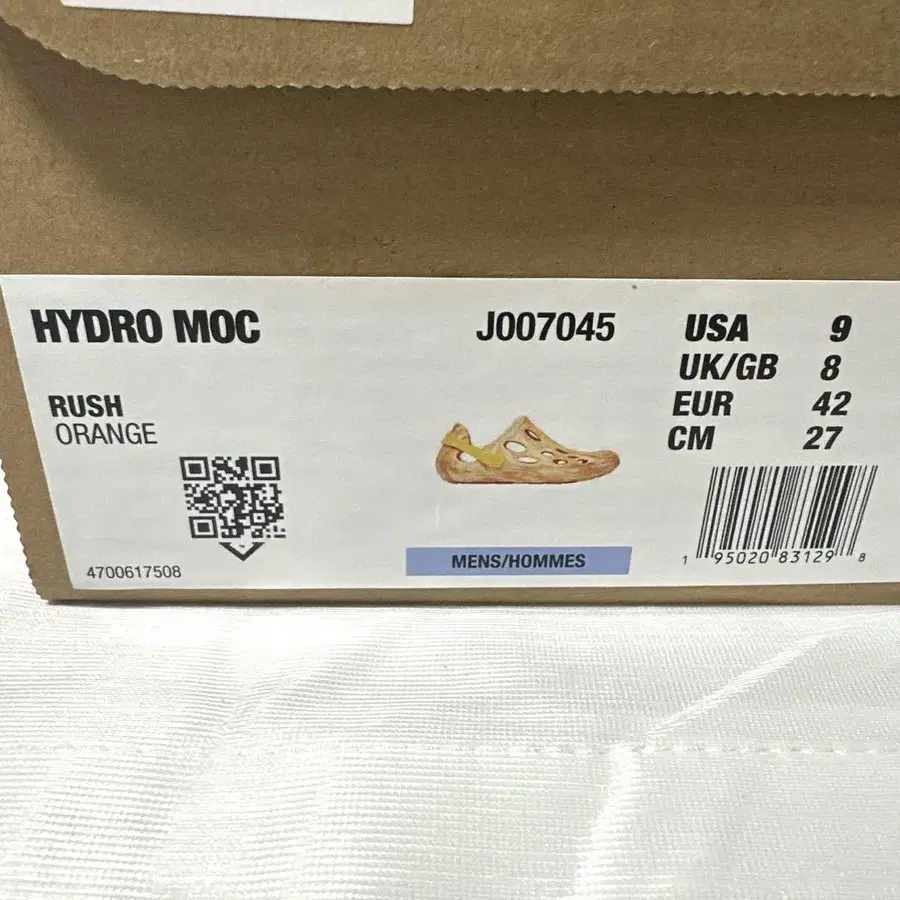 HYDRO MOC
J007045
RUSH
ORANGE
4700617508
MENS/HOMMES
USA 9
UK/GB 8
EUR 42
CM 27
1 95020 83129 8